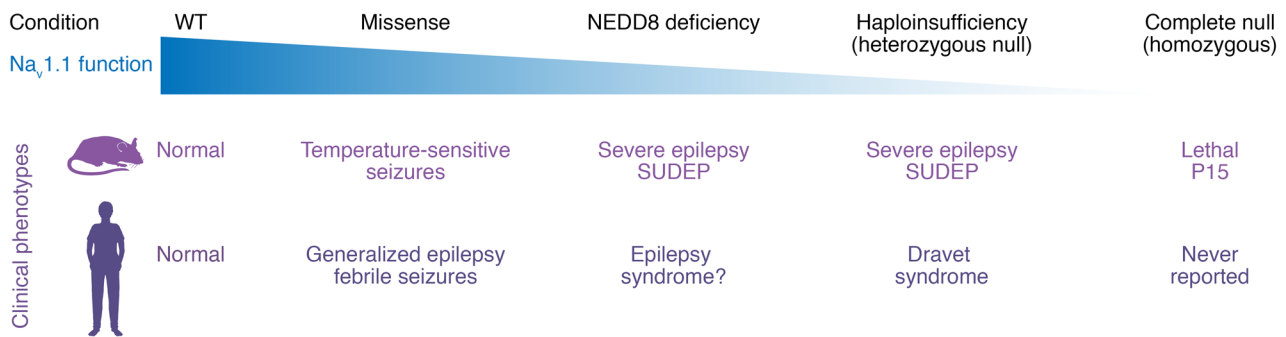 Condition WT Missense NEDD8 deficiency Haploinsufficiency (heterozygous null) Complete null (homozygous)
Nav1.1 function
Clinical phenotypes
Normal Temperature-sensitive seizures Severe epilepsy SUDEP Severe epilepsy SUDEP Lethal P15
Normal Generalized epilepsy febrile seizures Epilepsy syndrome? Dravet syndrome Never reported